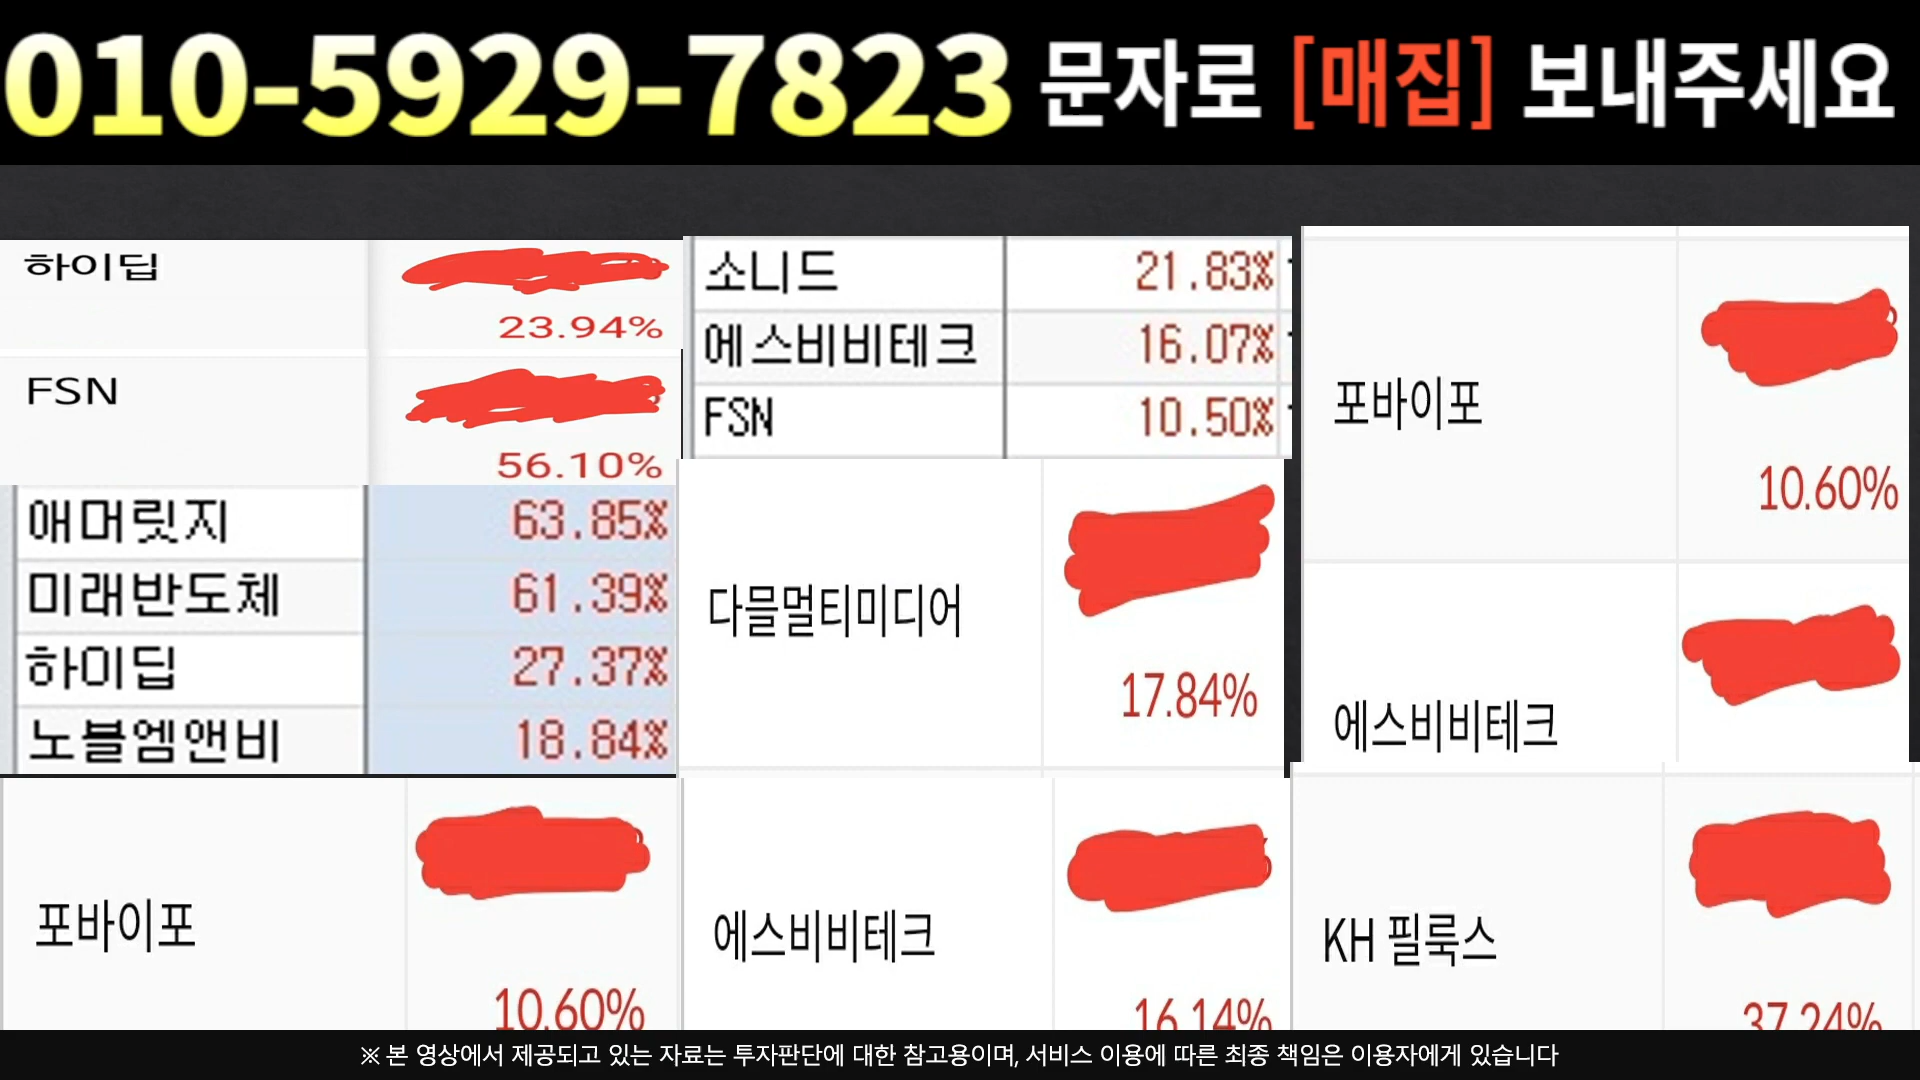 010-5929-7823 문자로 [매집] 보내주세요
하이딥
23.94%
FSN
56.10%
애머릿지 63.85%
미래반도체 61.39%
하이딥 27.37%
노블엠앤비 18.84%
소니드 21.83%
에스비비테크 16.07%
FSN 10.50%
다믈멀티미디어
17.84%
포바이포
10.60%
에스비비테크
포바이포
10.60%
에스비비테크
16.14%
KH 필룩스
37.24%
※ 본 영상에서 제공되고 있는 자료는 투자판단에 대한 참고용이며, 서비스 이용에 따른 최종 책임은 이용자에게 있습니다